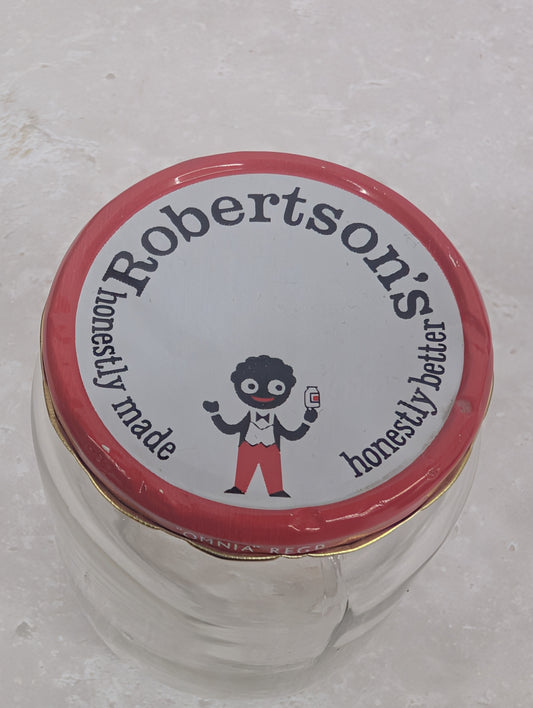 Robertson's
honestly made
honestly better
OMNIA REGD